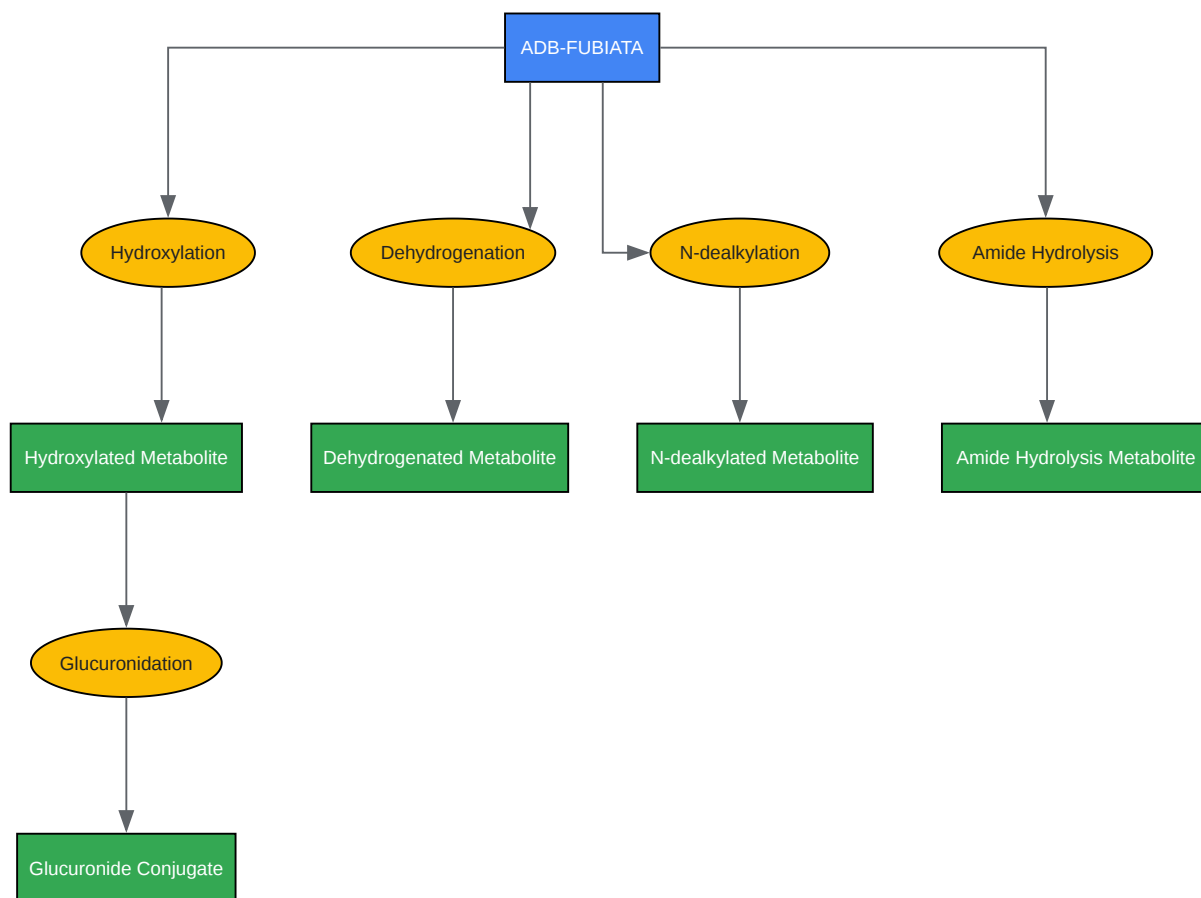 ADB-FUBIATA
Hydroxylation
Dehydrogenation
N-dealkylation
Amide Hydrolysis
Hydroxylated Metabolite
Dehydrogenated Metabolite
N-dealkylated Metabolite
Amide Hydrolysis Metabolite
Glucuronidation
Glucuronide Conjugate